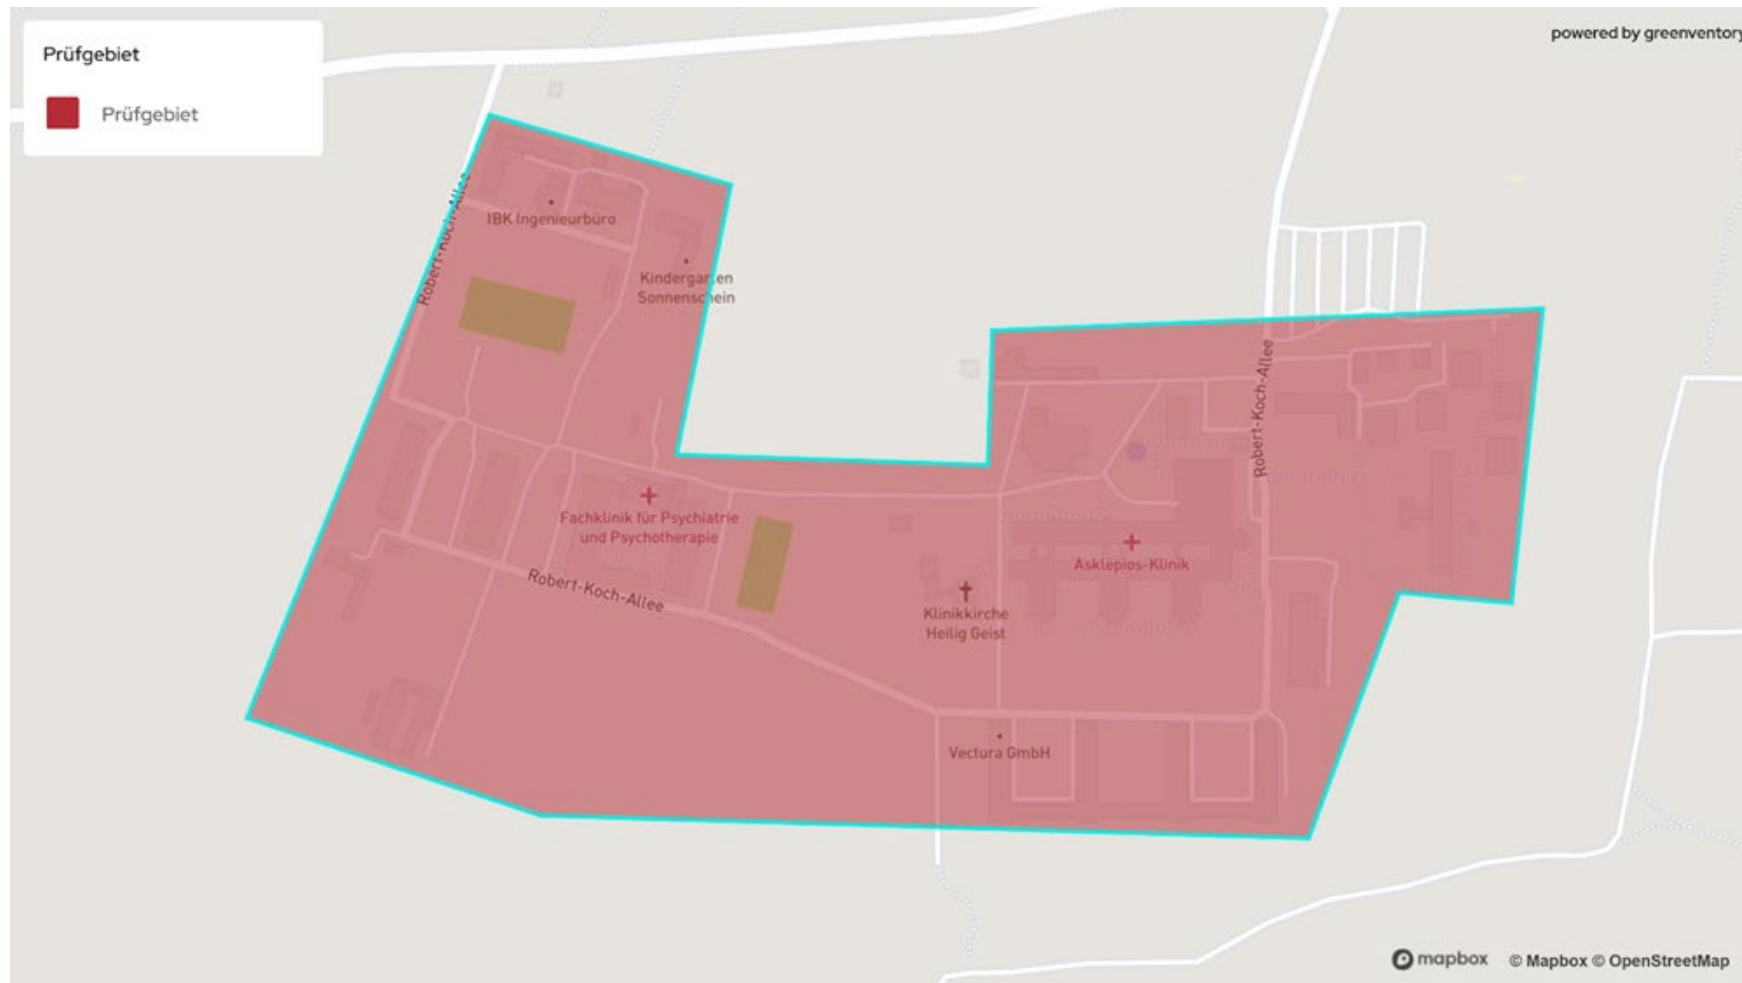 Prüfgebiet
Prüfgebiet
powered by greenventory
Robert-Koch-Allee
IBK Ingenieurbüro
Kindergarten
Sonnenschein
Robert-Koch-Allee
Fachklinik für Psychiatrie
und Psychotherapie
Robert-Koch-Allee
Asklepios-Klinik
Klinikkirche
Heilig Geist
Vectura GmbH
mapbox © Mapbox © OpenStreetMap